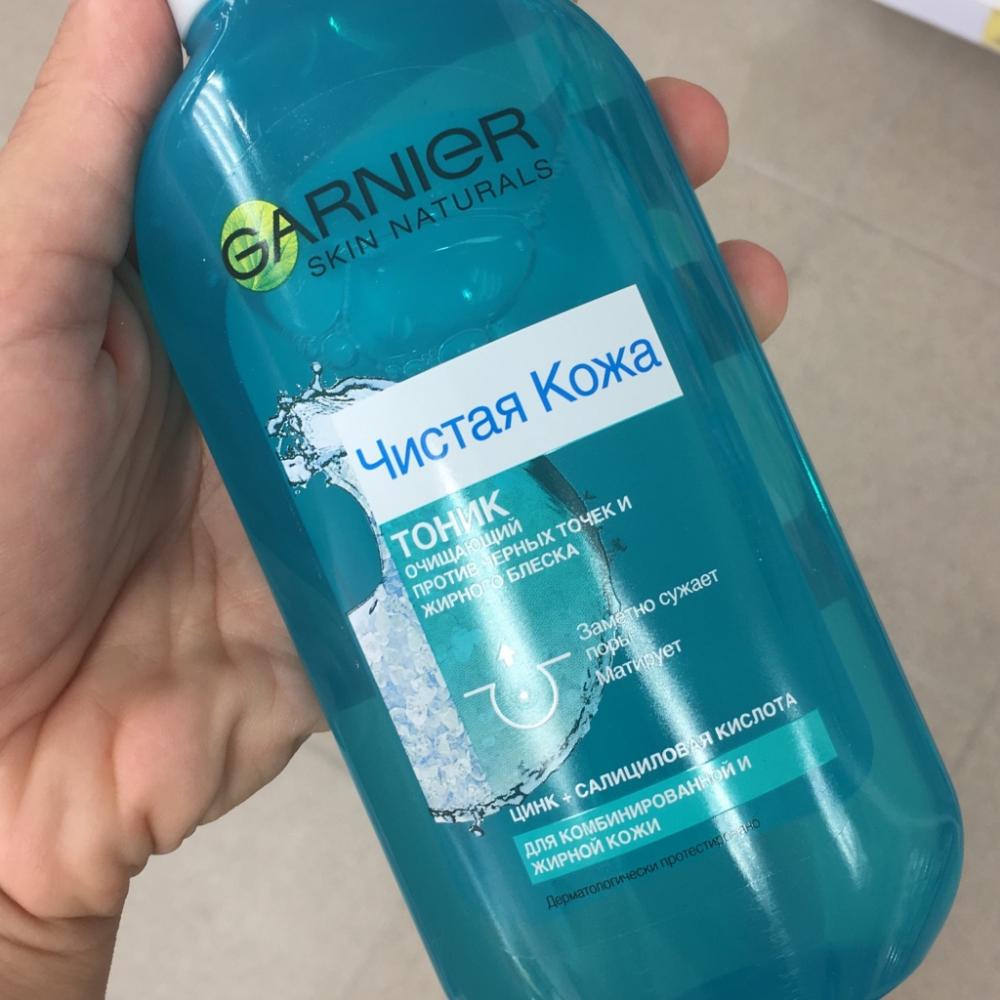 GARNIER
SKIN NATURALS
Чистая Кожа
ТОНИК
ОЧИЩАЮЩИЙ
ПРОТИВ ЧЕРНЫХ ТОЧЕК И
ЖИРНОГО БЛЕСКА
Заметно сужает
поры
Матирует
ЦИНК + САЛИЦИЛОВАЯ КИСЛОТА
ДЛЯ КОМБИНИРОВАННОЙ И
ЖИРНОЙ КОЖИ
Дерматологически протестировано